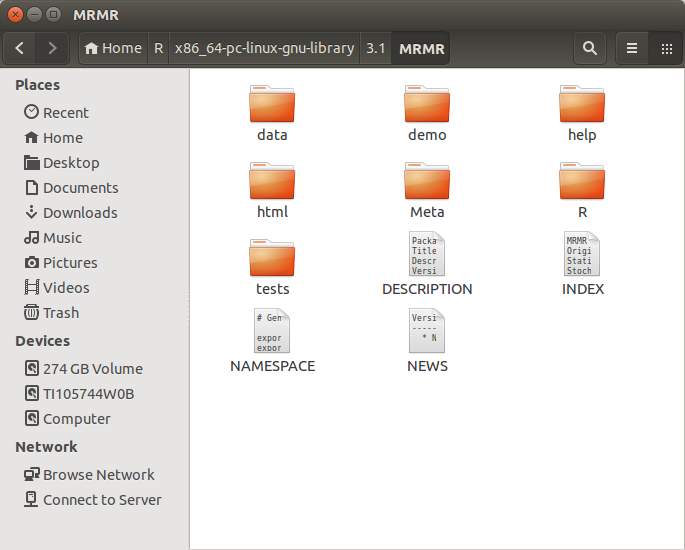 MRMR
Home R x86_64-pc-linux-gnu-library 3.1 MRMR
Places
Recent
Home
Desktop
Documents
Downloads
Music
Pictures
Videos
Trash
Devices
274 GB Volume
TI105744W0B
Computer
Network
Browse Network
Connect to Server
data demo help
html Meta R
Packa
Title
Descr
Versi
MRMR
Origi
Stati
Stoch
tests DESCRIPTION INDEX
# Gen
expor
expor
Versi
-----
* N
NAMESPACE NEWS